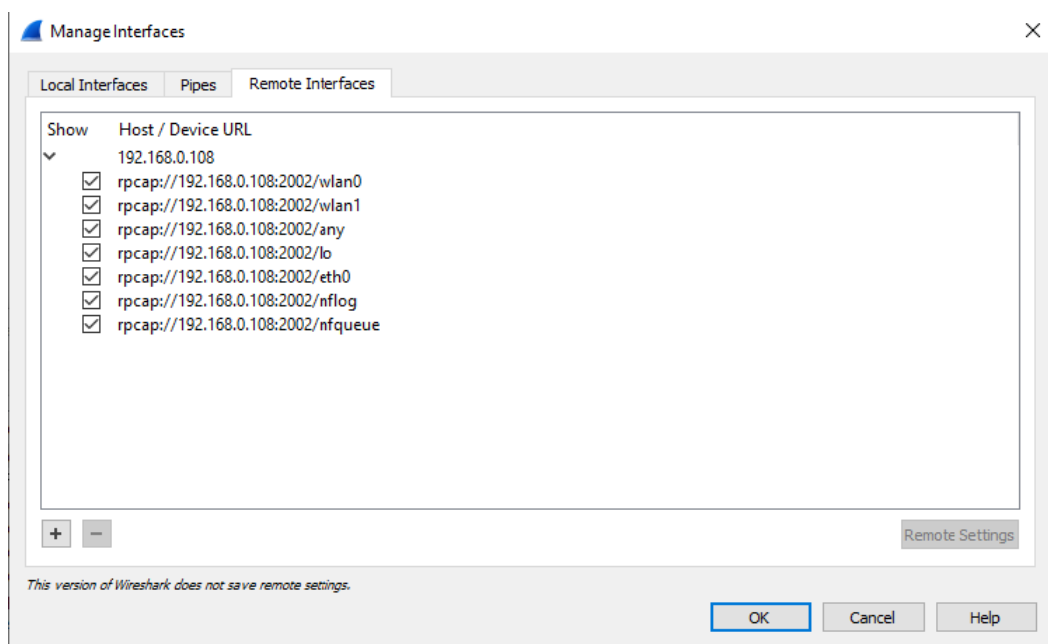 Manage Interfaces
Local Interfaces Pipes Remote Interfaces
Show Host / Device URL
192.168.0.108
rpcap://192.168.0.108:2002/wlan0
rpcap://192.168.0.108:2002/wlan1
rpcap://192.168.0.108:2002/any
rpcap://192.168.0.108:2002/lo
rpcap://192.168.0.108:2002/eth0
rpcap://192.168.0.108:2002/nflog
rpcap://192.168.0.108:2002/nfqueue
+ − Remote Settings
This version of Wireshark does not save remote settings.
OK Cancel Help